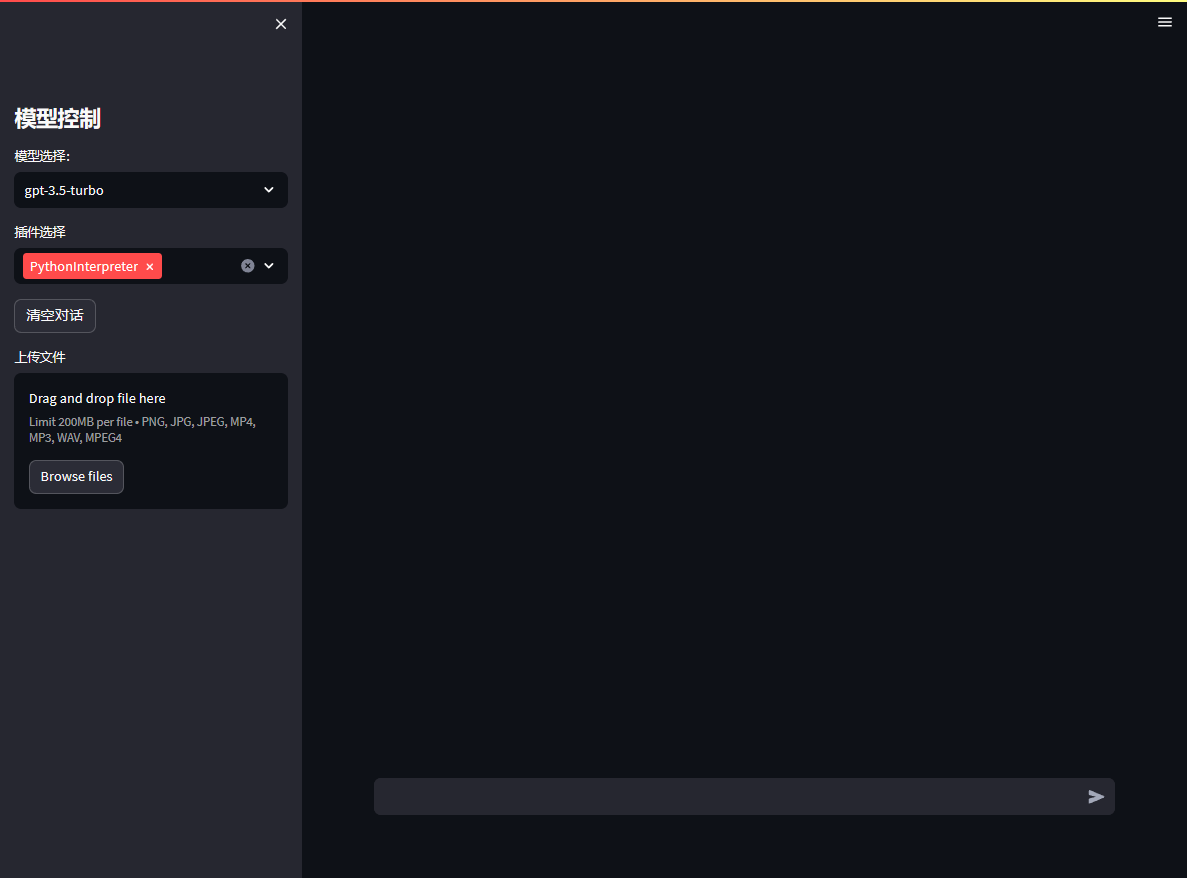 模型控制
模型选择：
gpt-3.5-turbo
插件选择
PythonInterpreter
清空对话
上传文件
Drag and drop file here
Limit 200MB per file • PNG, JPG, JPEG, MP4,
MP3, WAV, MPEG4
Browse files